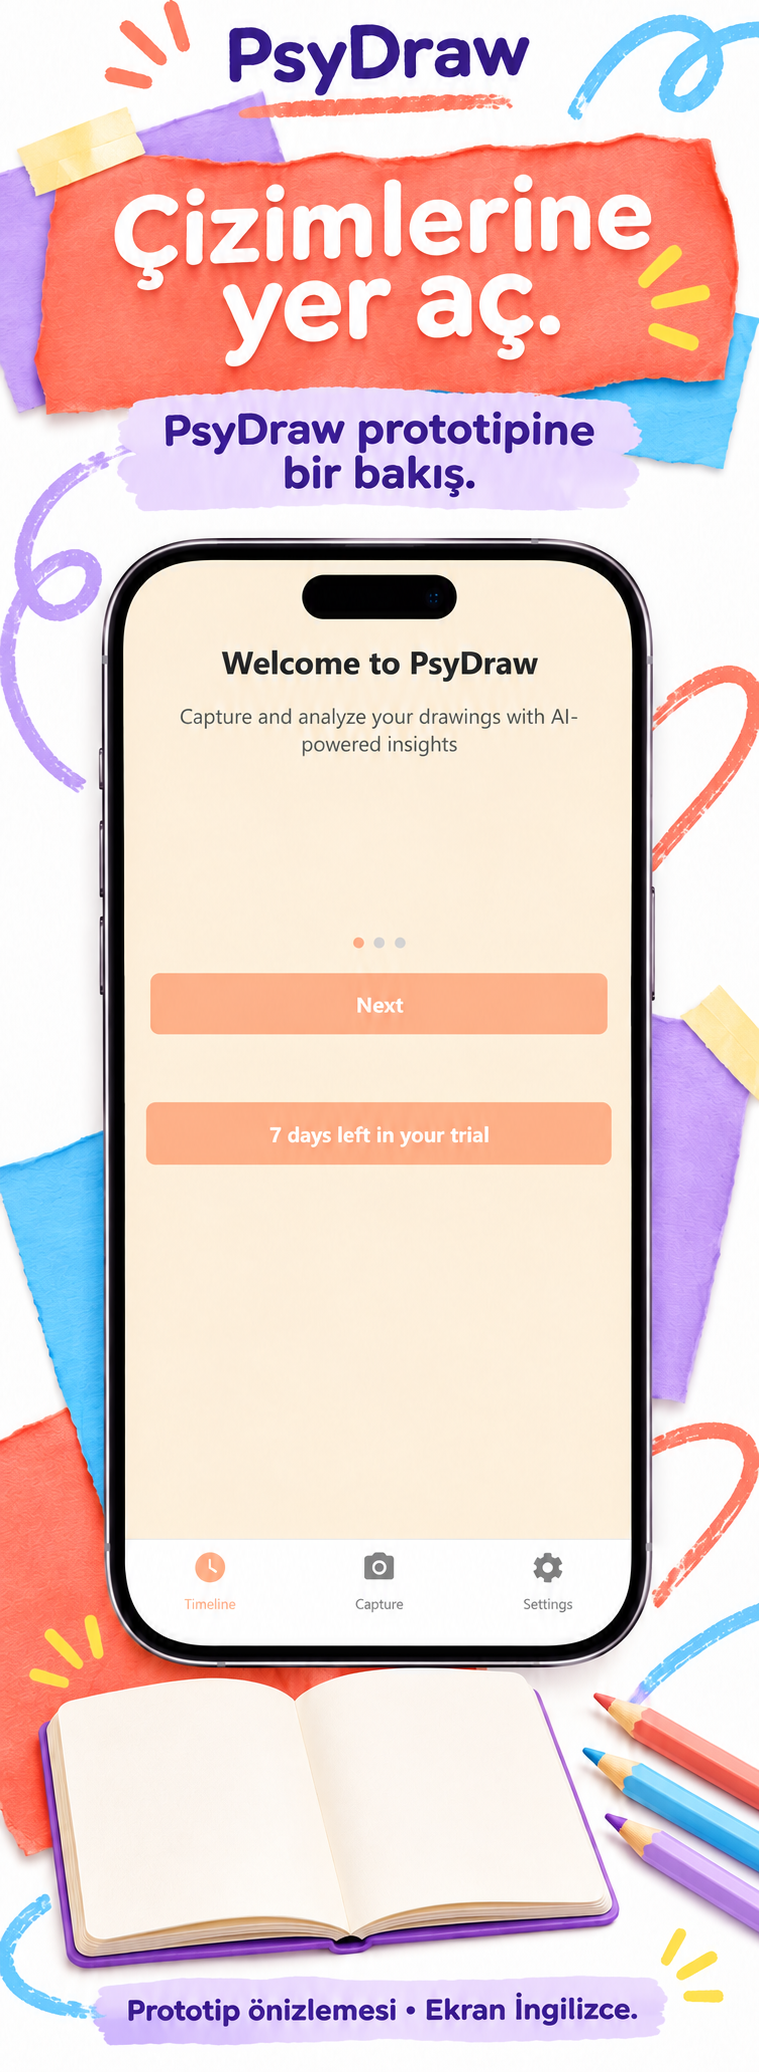 PsyDraw
Çizimlerine
yer aç.
PsyDraw prototipine
bir bakış.
Welcome to PsyDraw
Capture and analyze your drawings with AI-
powered insights
Next
7 days left in your trial
Timeline
Capture
Settings
Prototip önizlemesi • Ekran İngilizce.